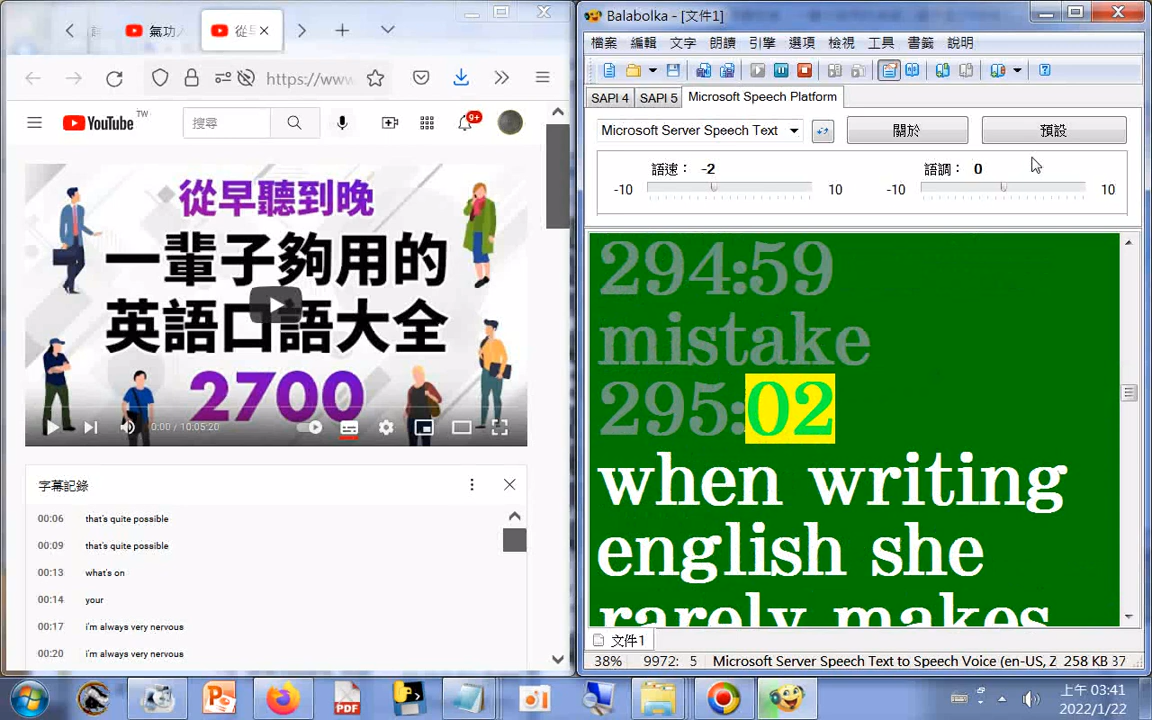 氣功
從
https://www
YouTube TW
搜尋
9+
從早聽到晚
一輩子夠用的
英語口語大全
2700
0:00 / 10:05:20
字幕記錄
00:06 that's quite possible
00:09 that's quite possible
00:13 what's on
00:14 your
00:17 i'm always very nervous
00:20 i'm always very nervous
Balabolka - [文件1]
檔案 編輯 文字 朗讀 引擎 選項 檢視 工具 書籤 說明
SAPI 4 SAPI 5 Microsoft Speech Platform
Microsoft Server Speech Text 關於 預設
語速： -2 語調： 0
-10 10 -10 10
294:59
mistake
295:02
when writing
english she
rarely makes
文件1
38% 9972: 5 Microsoft Server Speech Text to Speech Voice (en-US, Z 258 KB 37
PDF
上午 03:41
2022/1/22